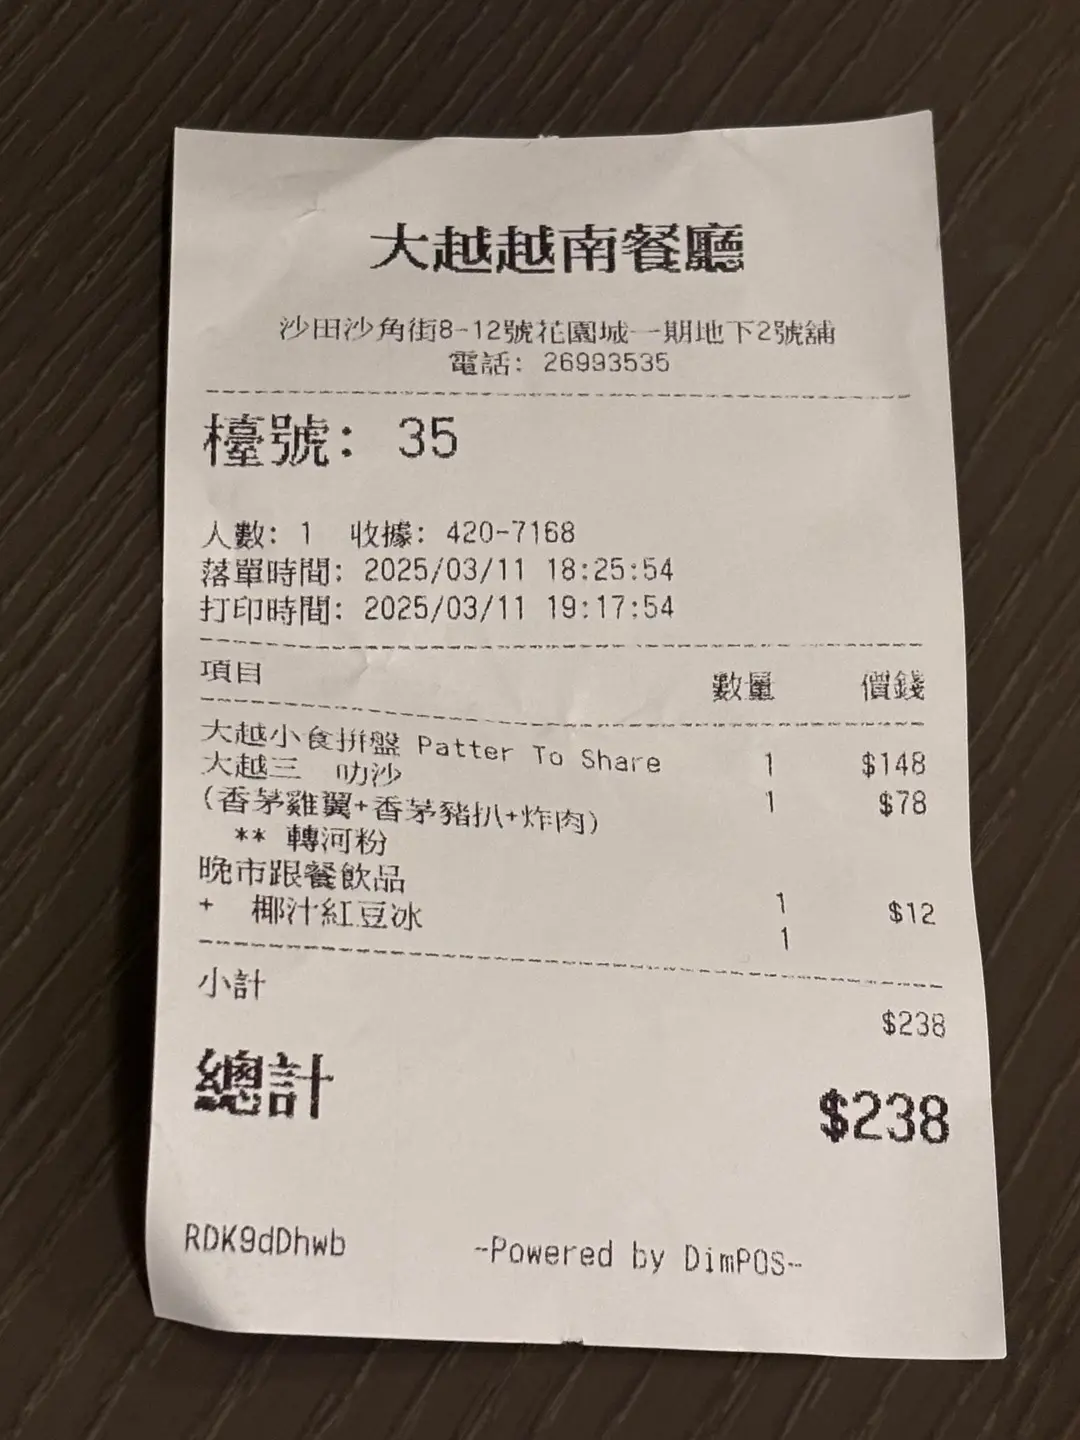 大越越南餐廳
沙田沙角街8-12號花園城一期地下2號舖
電話: 26993535
檯號: 35
人數: 1 收據: 420-7168
落單時間: 2025/03/11 18:25:54
打印時間: 2025/03/11 19:17:54
項目 數量 價錢
大越小食拼盤 Patter To Share 1 $148
大越三 叻沙 1 $78
(香茅雞翼+香茅豬扒+炸肉)
** 轉河粉
晚市跟餐飲品 1 $12
+ 椰汁紅豆冰 1
小計 $238
總計 $238
RDK9dDhwb ~Powered by DimPOS~